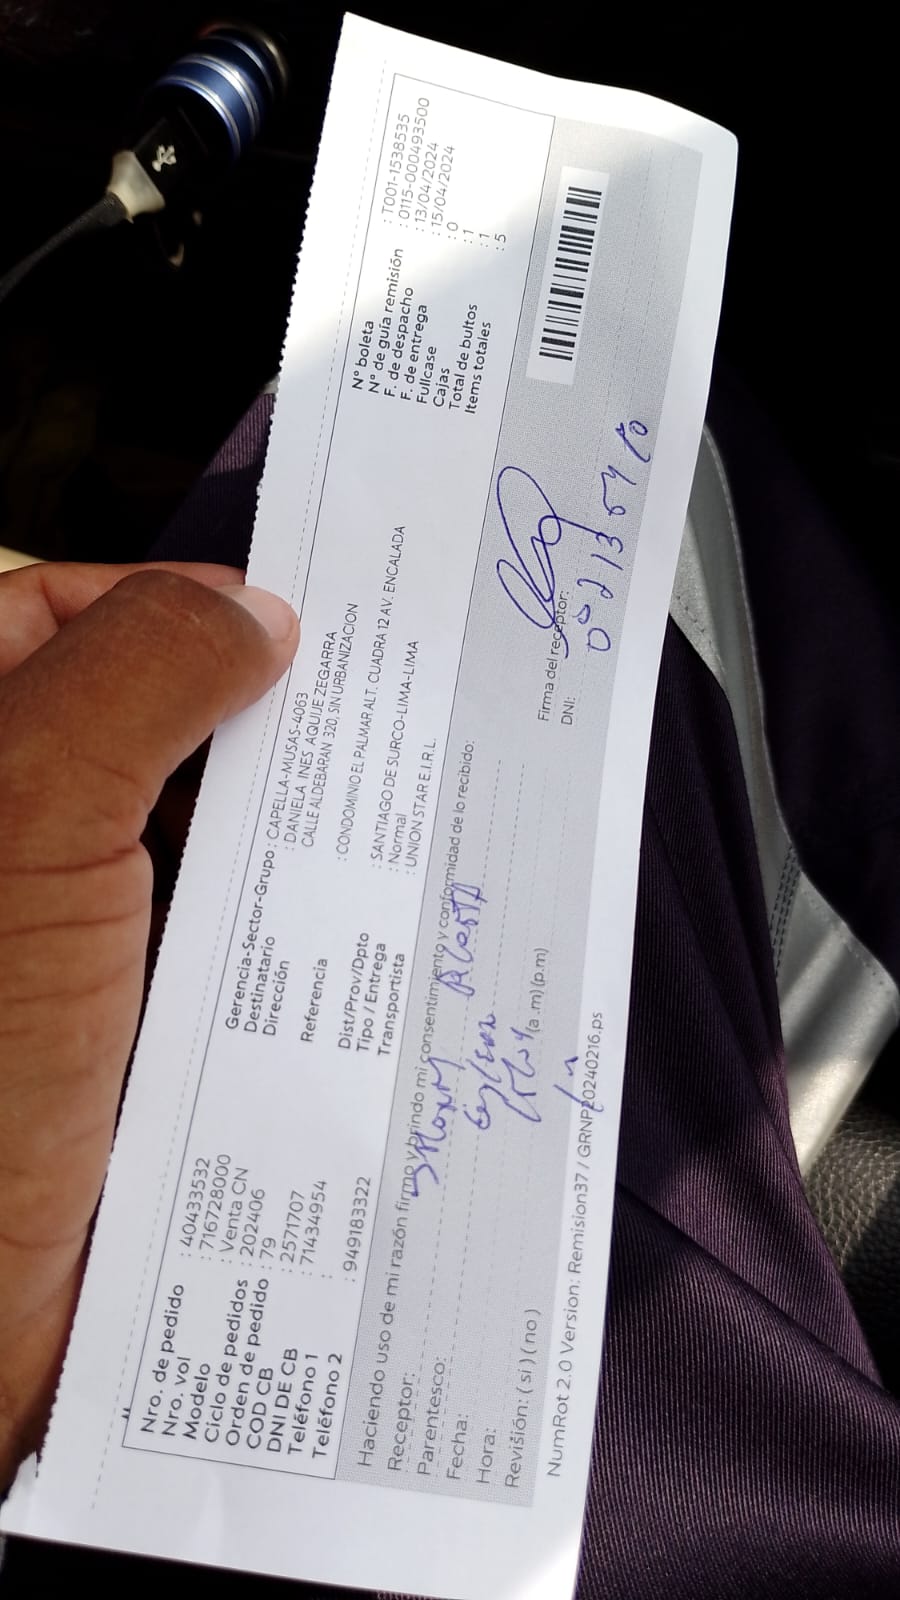 Nro. de pedido : 40433532
Nro. vol : 716728000
Modelo : Venta CN
Ciclo de pedidos : 202406
Orden de pedido : 79
COD CB : 2571707
DNI DE CB : 71434954
Teléfono 1 :
Teléfono 2 : 949183322
Gerencia-Sector-Grupo : CAPELLA-MUSAS-4063
Destinatario : DANIELA INES AQUIJE ZEGARRA
Dirección CALLE ALDEBARAN 320, SIN URBANIZACION
Referencia : CONDOMINIO EL PALMAR ALT. CUADRA 12 AV. ENCALADA
Dist/Prov/Dpto : SANTIAGO DE SURCO-LIMA-LIMA
Tipo / Entrega : Normal
Transportista : UNION STAR E.I.R.L.
N° boleta : T001-1538535
N° de guía remisión : 0115-000493500
F. de despacho : 13/04/2024
F. de entrega : 15/04/2024
Fullcase : 0
Cajas : 1
Total de bultos : 1
Items totales : 5
Haciendo uso de mi razón firmo y brindo mi consentimiento y conformidad de lo recibido:
Receptor:
Parentesco:
Fecha:
Hora: (a .m) (p.m)
Revisión: ( si ) ( no )
Firma del receptor:
DNI:
NumRot 2.0 Version: Remision37 / GRNP20240216.ps